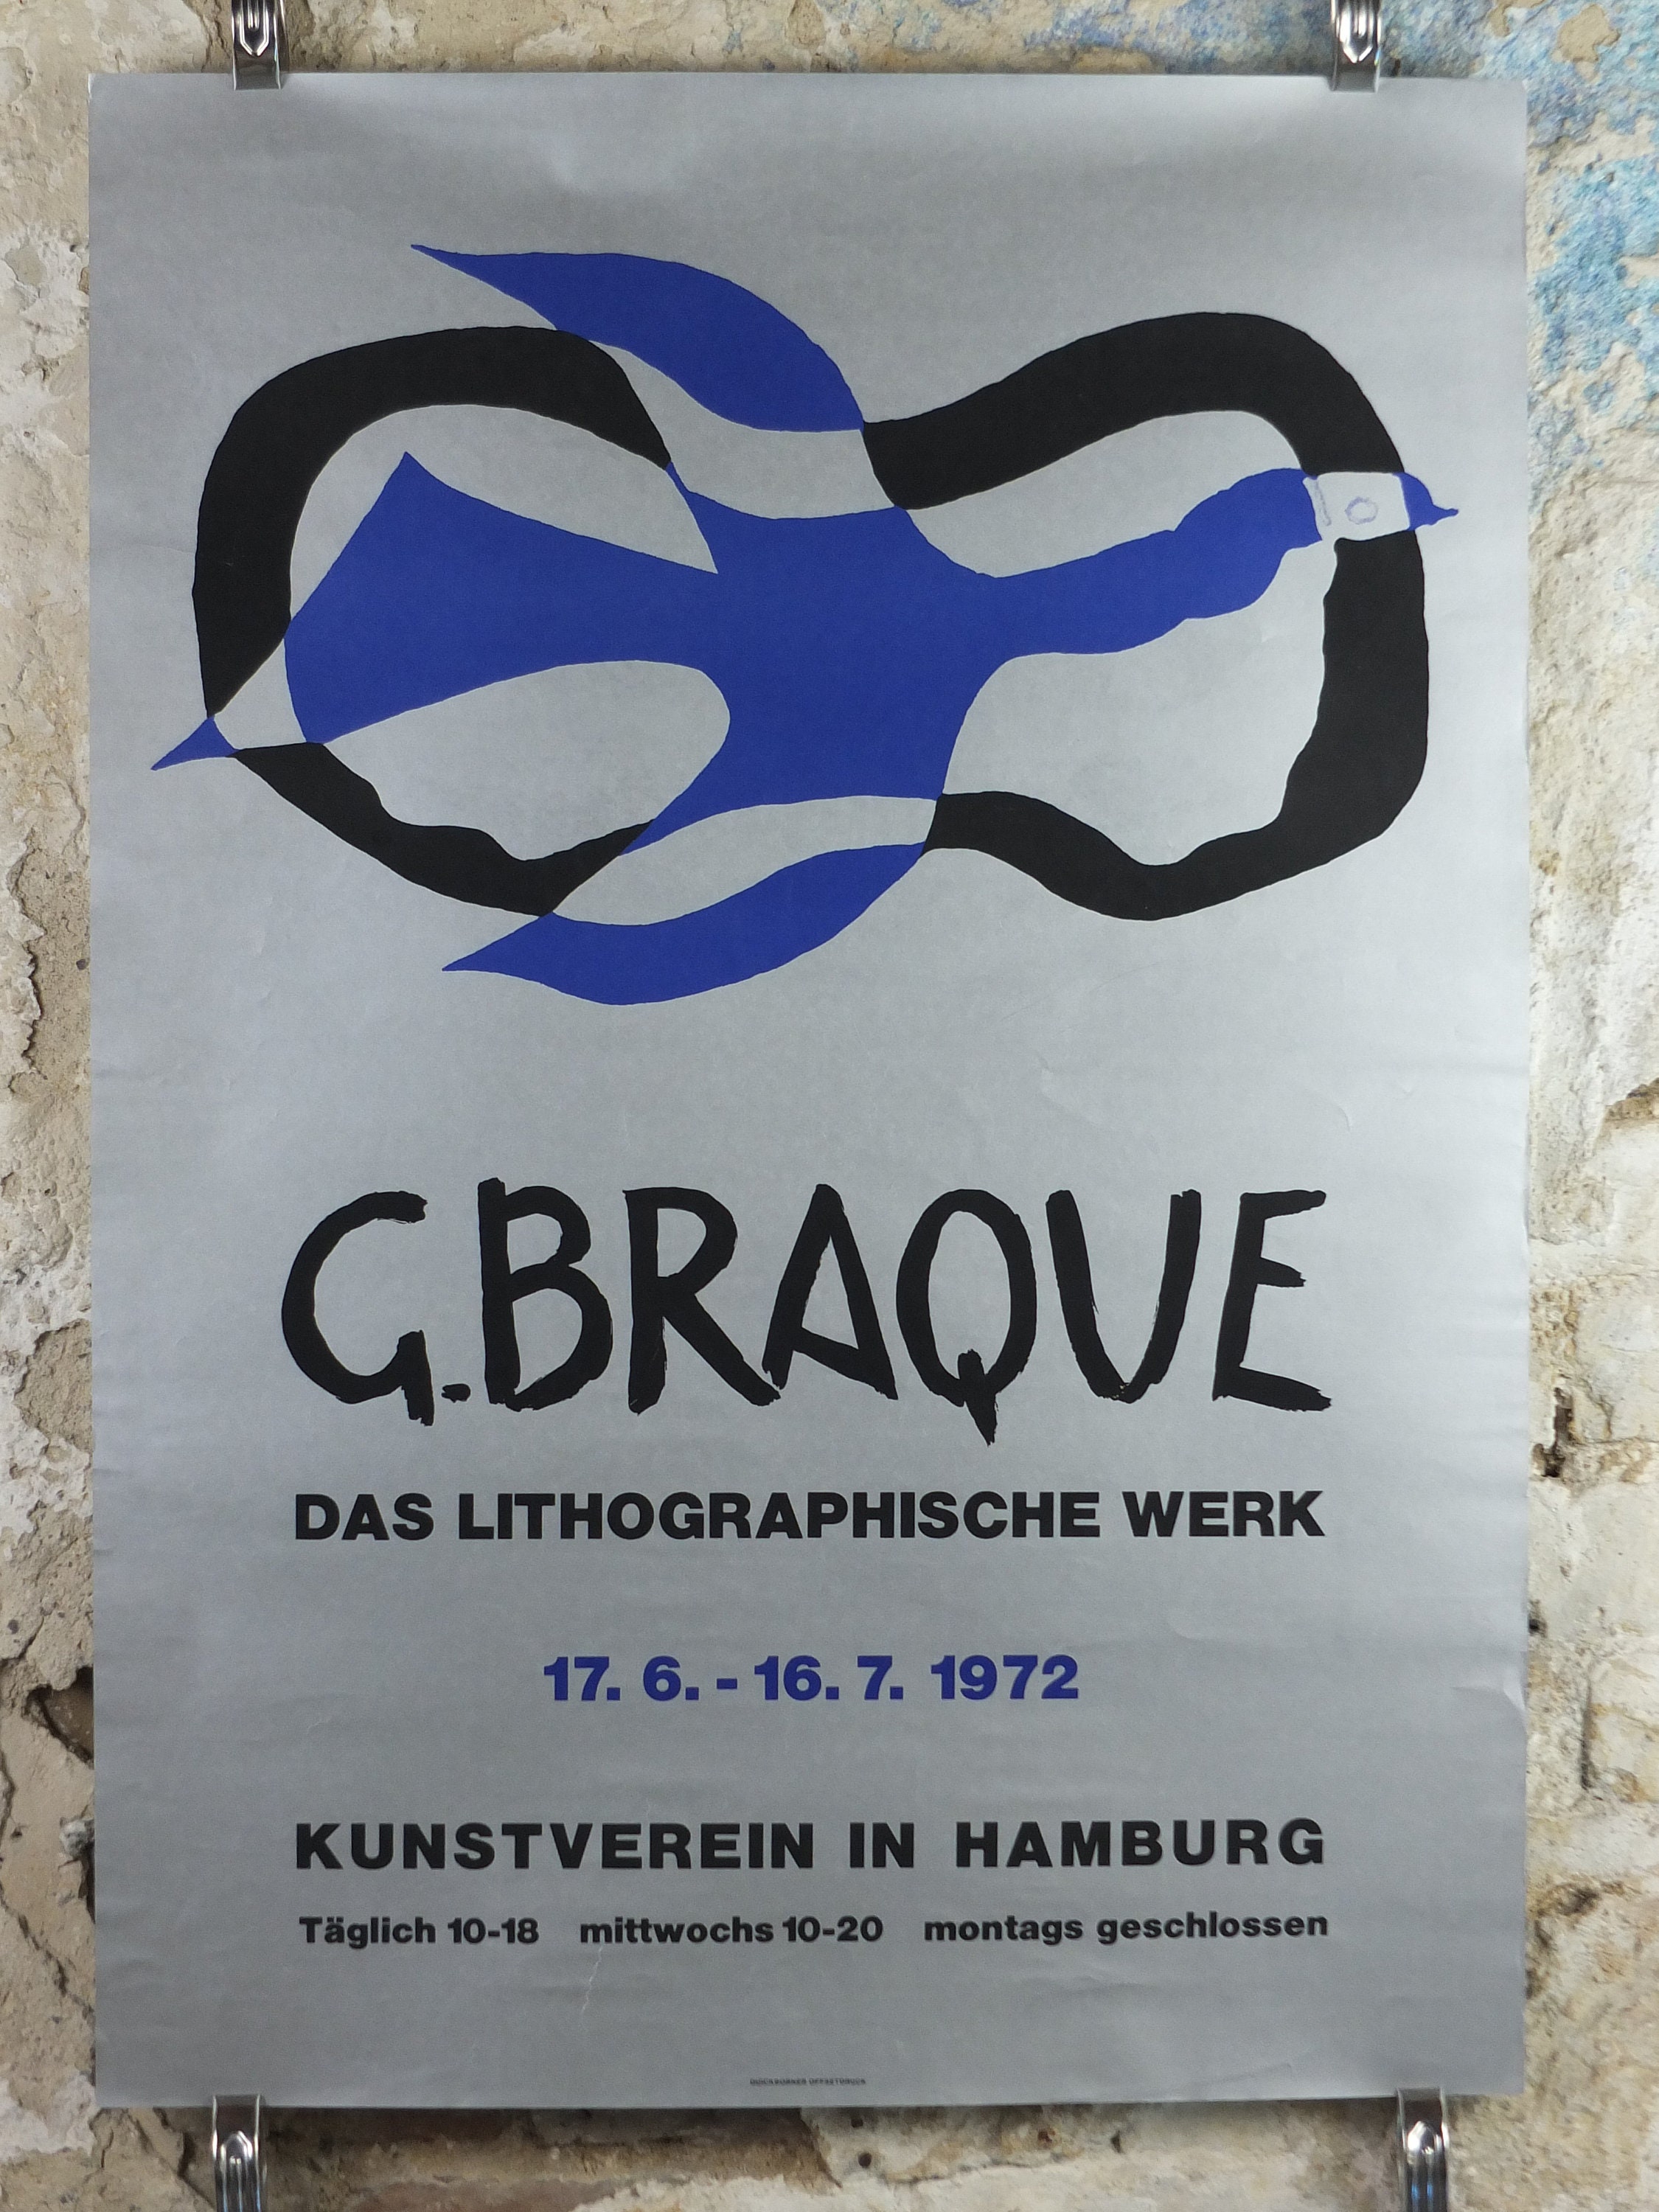 G.BRAQUE
DAS LITHOGRAPHISCHE WERK
17. 6. - 16. 7. 1972
KUNSTVEREIN IN HAMBURG
Täglich 10-18 mittwochs 10-20 montags geschlossen